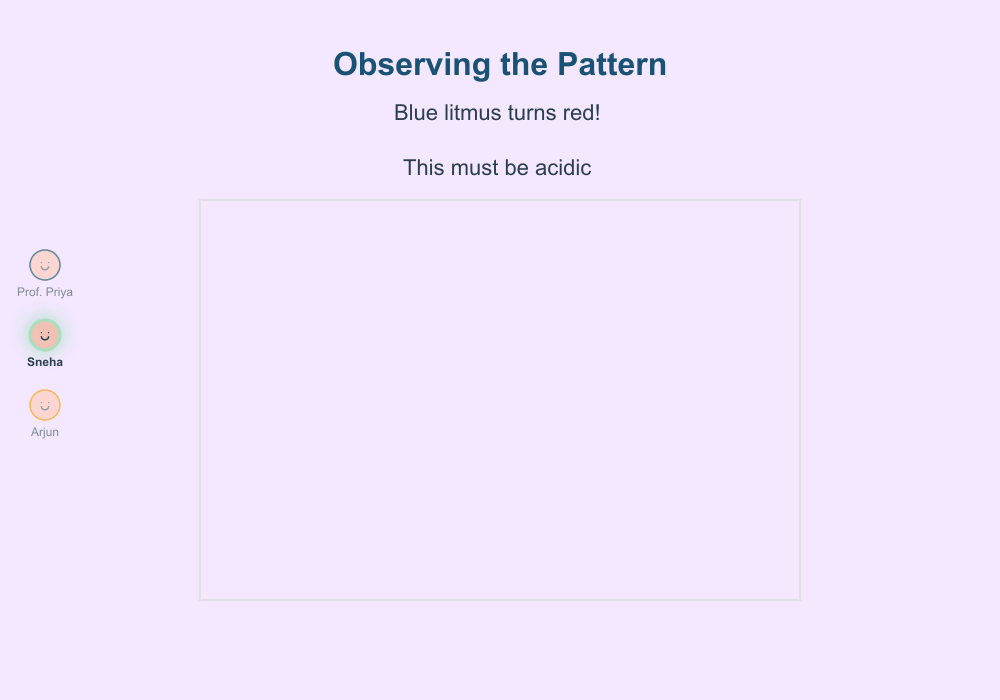 Observing the Pattern
Blue litmus turns red!
This must be acidic
Prof. Priya
Sneha
Arjun